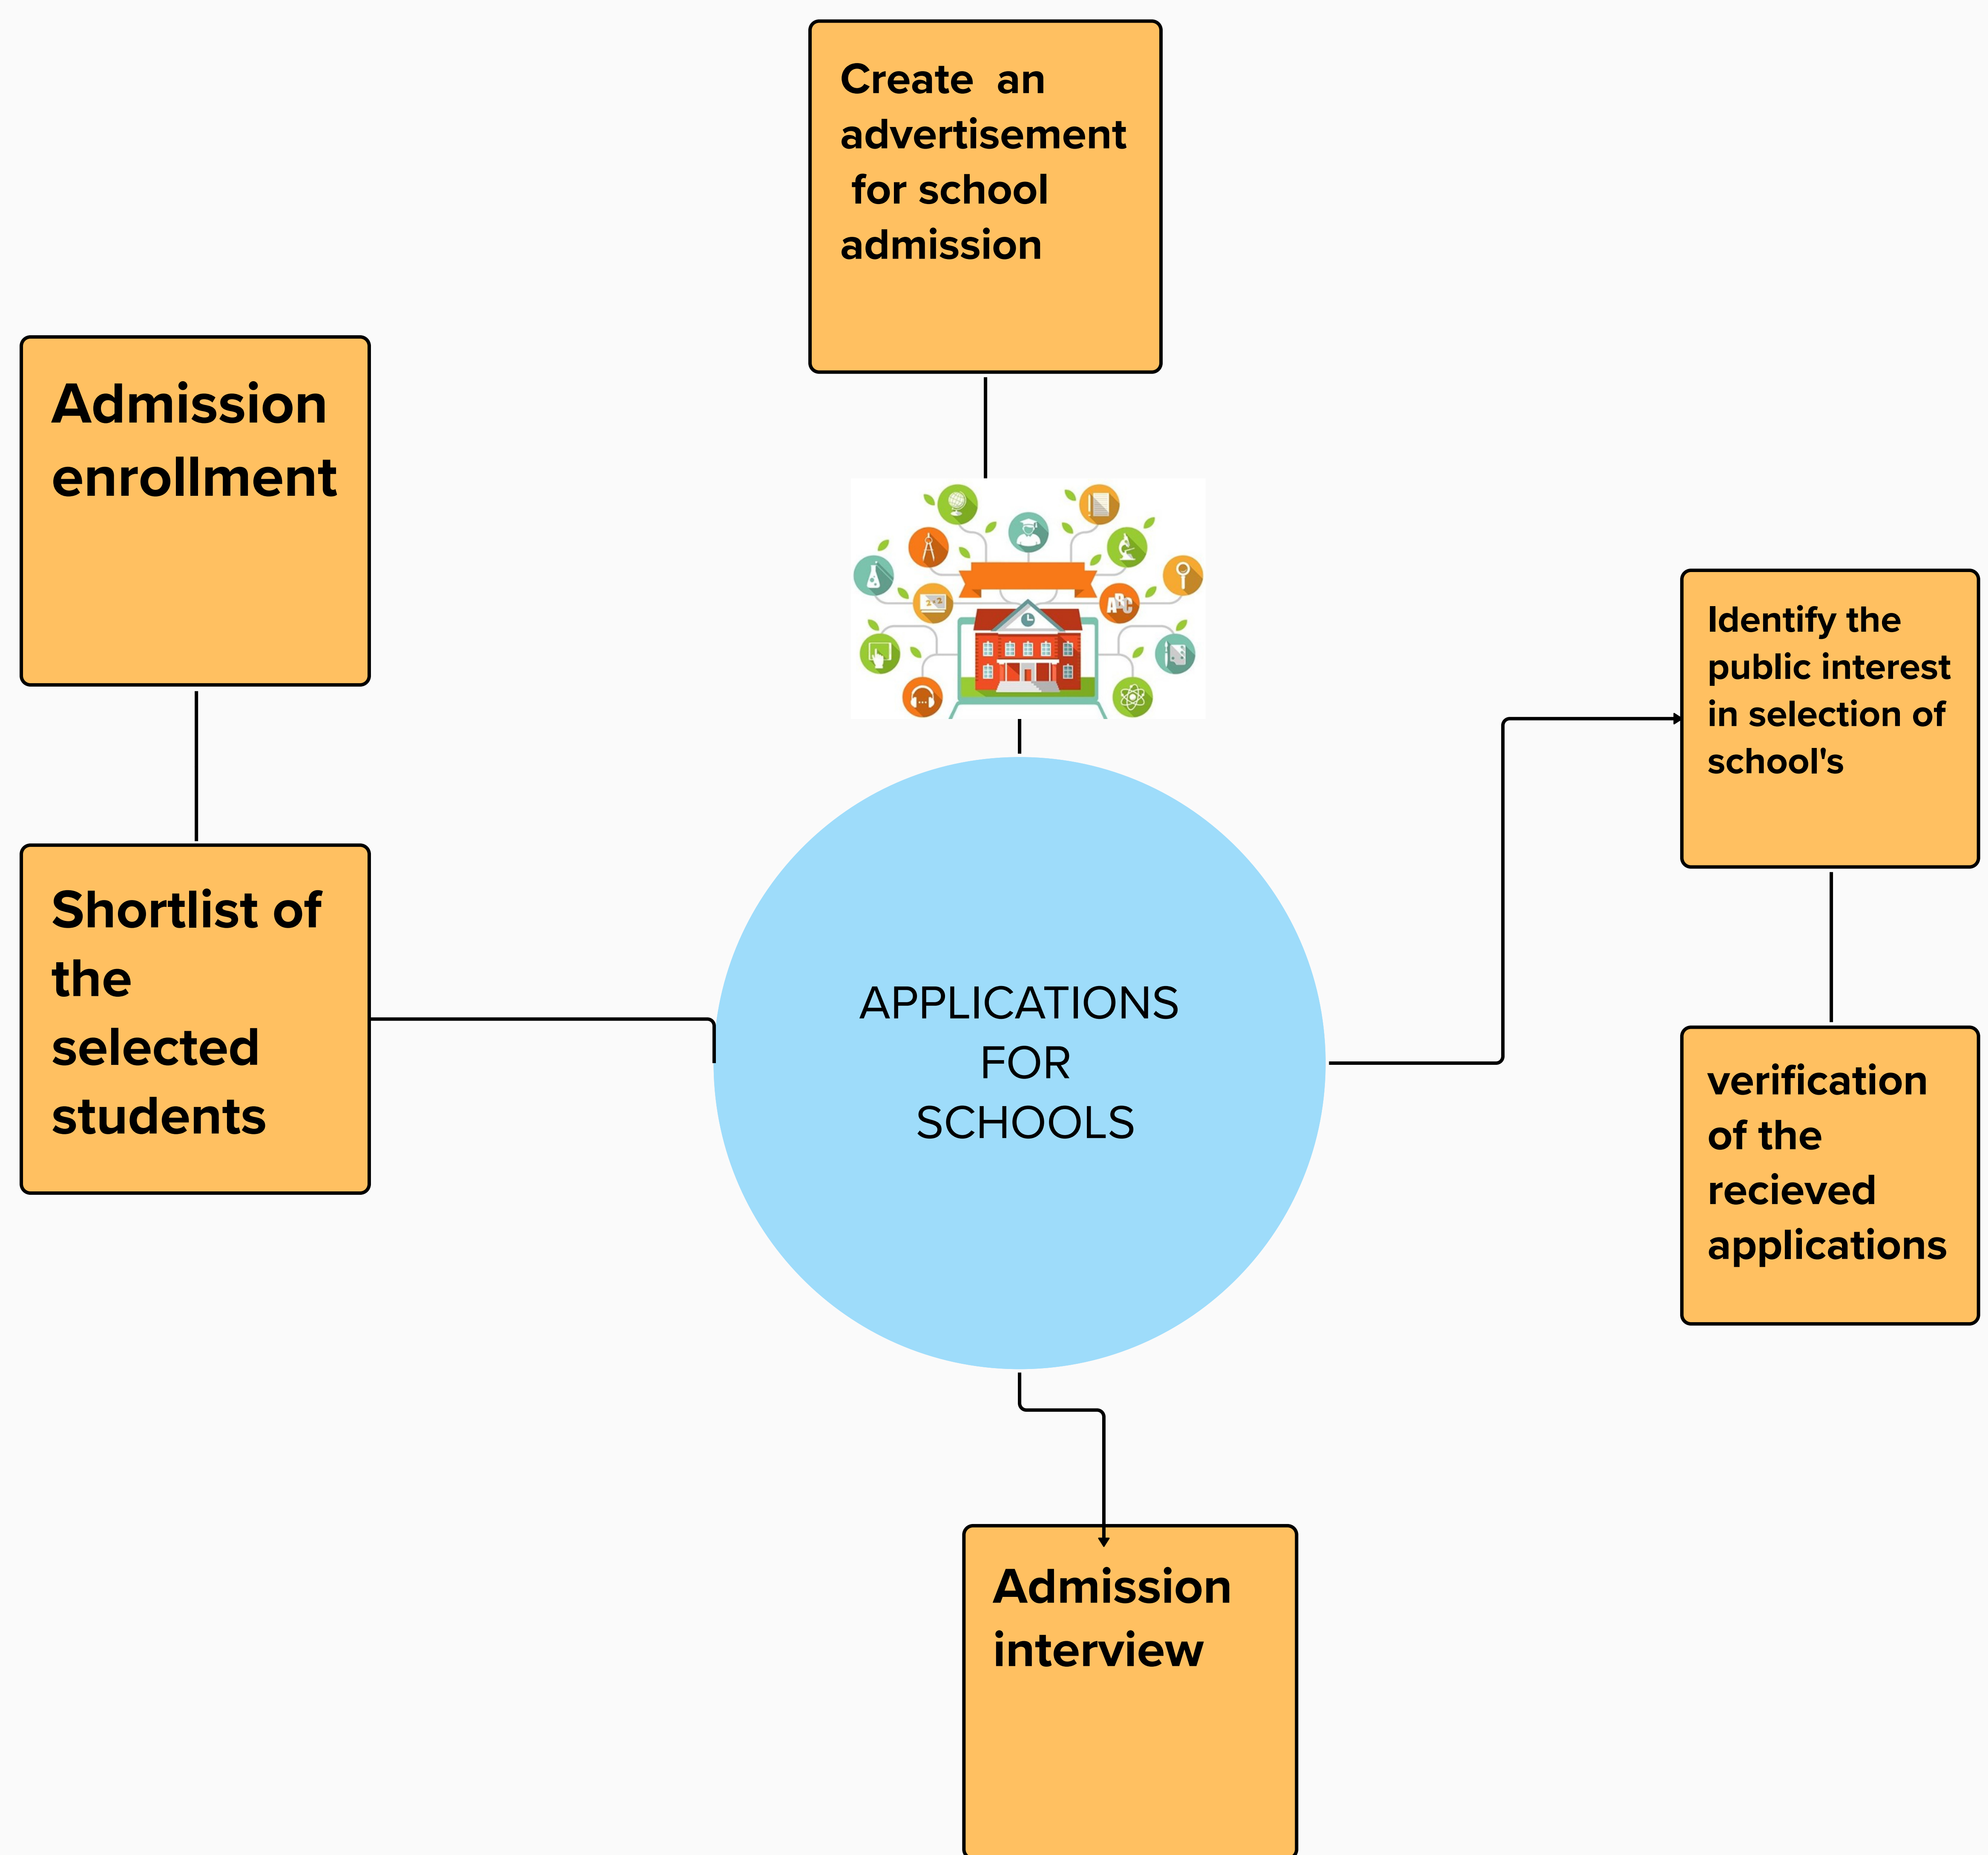 Create  an
advertisement
for school
admission
Admission
enrollment
ABC
Identify the
public interest
in selection of
school's
Shortlist of
the
selected
students
APPLICATIONS
FOR
SCHOOLS
verification
of the
recieved
applications
Admission
interview